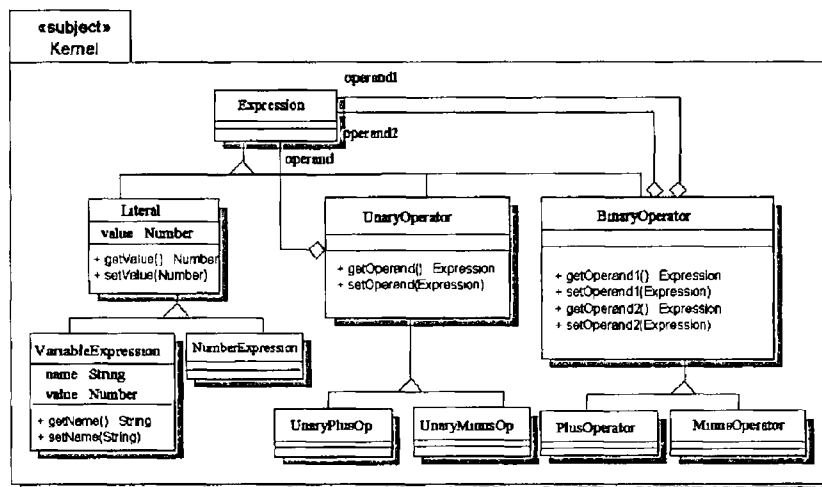 «subject»
Kernel
operand1
Expression
operand2
operand
Literal
value Number
+ getValue() Number
+ setValue(Number)
UnaryOperator
+ getOperand() Expression
+ setOperand(Expression)
BinaryOperator
+ getOperand1() Expression
+ setOperand1(Expression)
+ getOperand2() Expression
+ setOperand2(Expression)
VariableExpression
name String
value Number
+ getName() String
+ setName(String)
NumberExpression
UnaryPlusOp
UnaryMinusOp
PlusOperator
MinusOperator